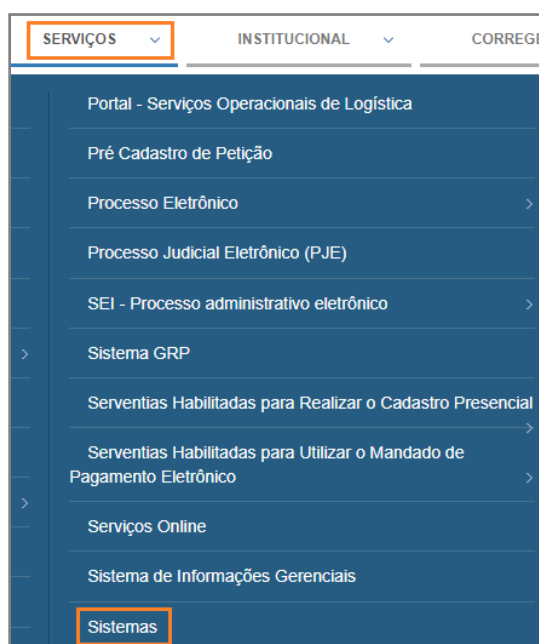 SERVIÇOS
INSTITUCIONAL
CORREGE
Portal - Serviços Operacionais de Logística
Pré Cadastro de Petição
Processo Eletrônico
Processo Judicial Eletrônico (PJE)
SEI - Processo administrativo eletrônico
Sistema GRP
Serventias Habilitadas para Realizar o Cadastro Presencial
Serventias Habilitadas para Utilizar o Mandado de
Pagamento Eletrônico
Serviços Online
Sistema de Informações Gerenciais
Sistemas